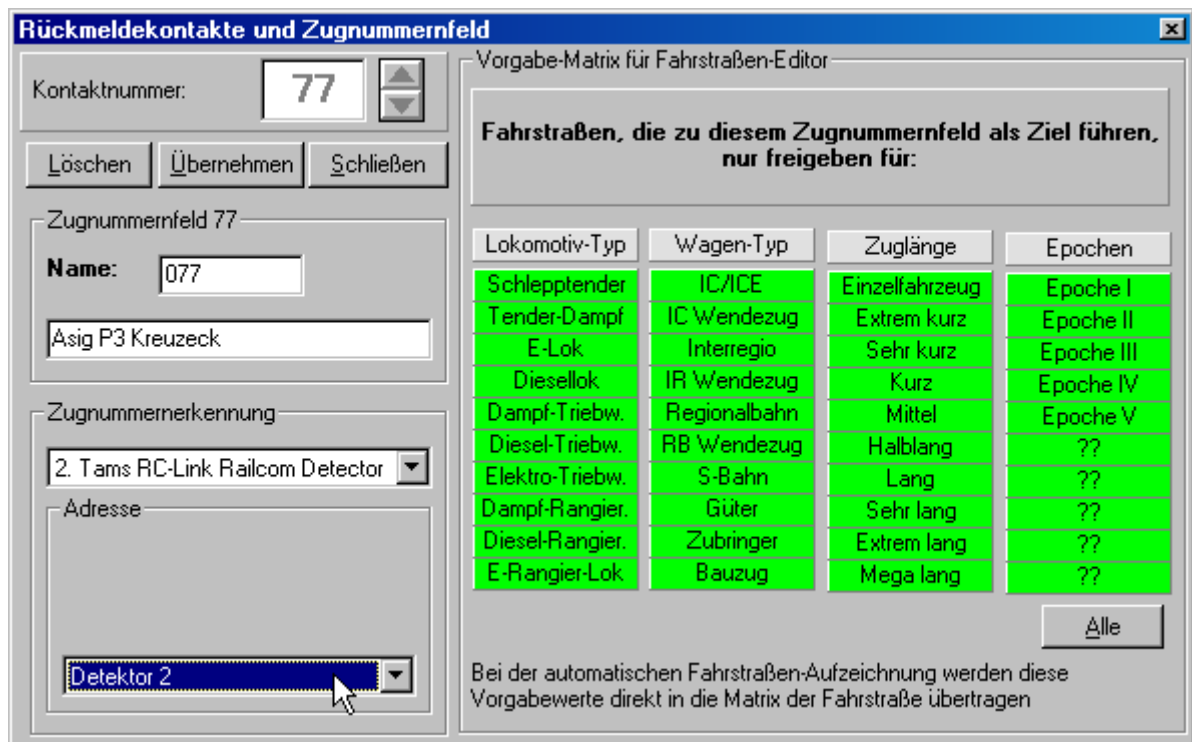 Rückmeldekontakte und Zugnummernfeld
Kontaktnummer: 77
Löschen Übernehmen Schließen
Zugnummernfeld 77
Name: 077
Asig P3 Kreuzeck
Zugnummernerkennung
2. Tams RC-Link Railcom Detector
Adresse
Detektor 2
Vorgabe-Matrix für Fahrstraßen-Editor
Fahrstraßen, die zu diesem Zugnummernfeld als Ziel führen,
nur freigeben für:
Lokomotiv-Typ Wagen-Typ Zuglänge Epochen
Schlepptender IC/ICE Einzelfahrzeug Epoche I
Tender-Dampf IC Wendezug Extrem kurz Epoche II
E-Lok Interregio Sehr kurz Epoche III
Diesellok IR Wendezug Kurz Epoche IV
Dampf-Triebw. Regionalbahn Mittel Epoche V
Diesel-Triebw. RB Wendezug Halblang ??
Elektro-Triebw. S-Bahn Lang ??
Dampf-Rangier. Güter Sehr lang ??
Diesel-Rangier. Zubringer Extrem lang ??
E-Rangier-Lok Bauzug Mega lang ??
Alle
Bei der automatischen Fahrstraßen-Aufzeichnung werden diese
Vorgabewerte direkt in die Matrix der Fahrstraße übertragen